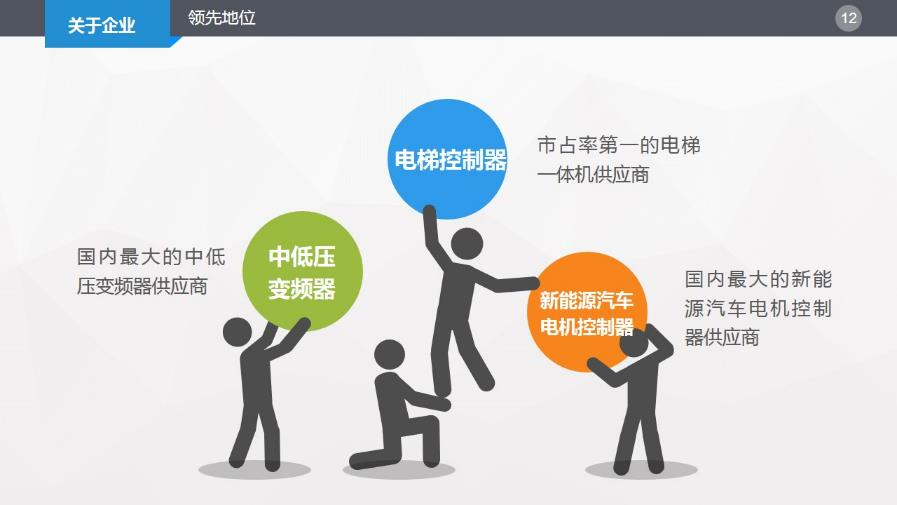 关于企业
领先地位
12
电梯控制器
市占率第一的电梯
一体机供应商
国内最大的中低
压变频器供应商
中低压
变频器
新能源汽车
电机控制器
国内最大的新能
源汽车电机控制
器供应商